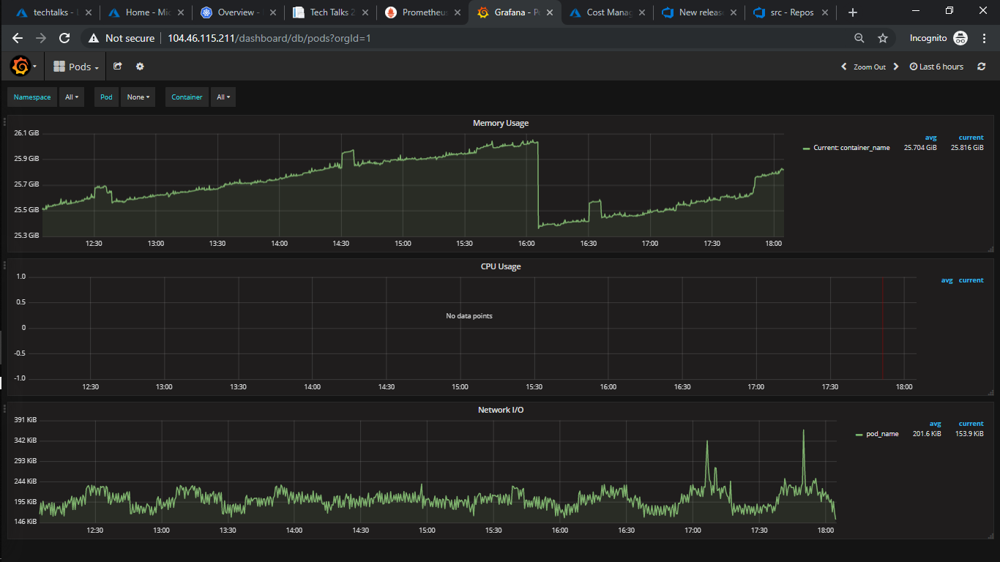 techtalks - U
Home - Mic
Overview -
Tech Talks 2
Prometheus
Grafana - Po
Cost Manag
New release
src - Repos
Not secure 104.46.115.211/dashboard/db/pods?orgId=1 Incognito
Pods Zoom Out Last 6 hours
Namespace All Pod None Container All
Memory Usage
26.1 GiB
25.9 GiB
25.7 GiB
25.5 GiB
25.3 GiB
12:30 13:00 13:30 14:00 14:30 15:00 15:30 16:00 16:30 17:00 17:30 18:00
avg current
Current: container_name 25.704 GiB 25.816 GiB
CPU Usage
1.0
0.5
0
-0.5
-1.0
No data points
12:30 13:00 13:30 14:00 14:30 15:00 15:30 16:00 16:30 17:00 17:30 18:00
avg current
Network I/O
391 KiB
342 KiB
293 KiB
244 KiB
195 KiB
146 KiB
12:30 13:00 13:30 14:00 14:30 15:00 15:30 16:00 16:30 17:00 17:30 18:00
avg current
pod_name 201.6 KiB 153.9 KiB